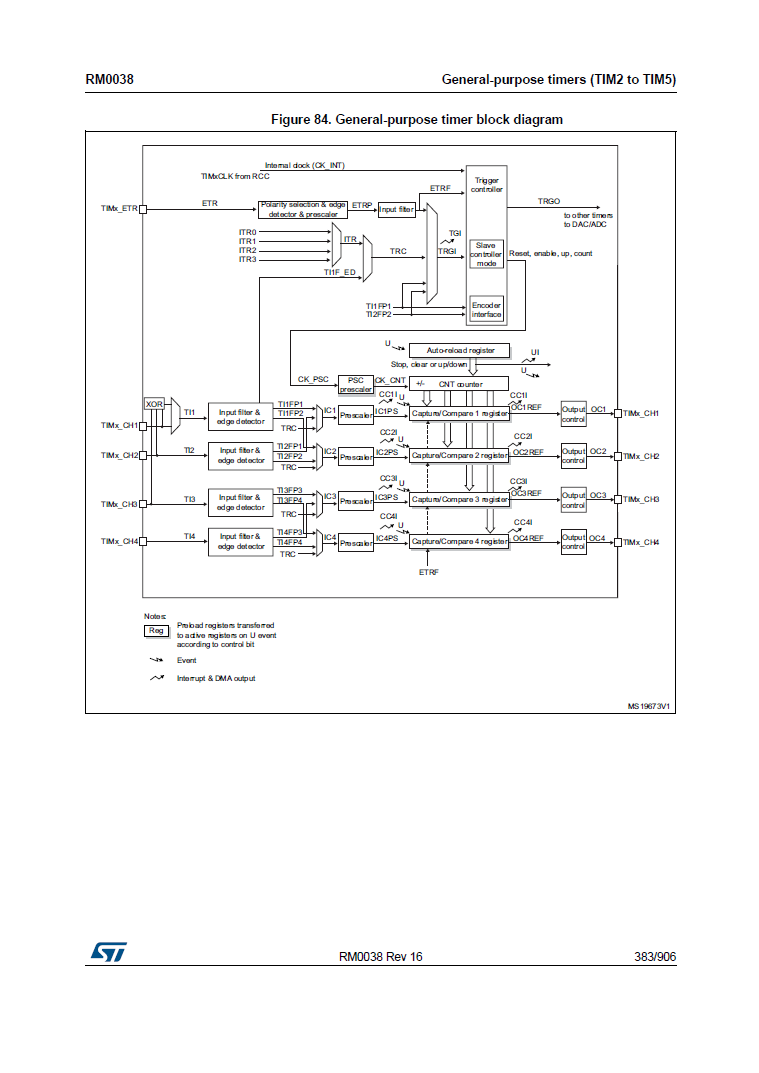 RM0038
General-purpose timers (TIM2 to TIM5)
Figure 84. General-purpose timer block diagram
Internal clock (CK_INT)
TIMxCLK from RCC
Trigger
controller
ETRF
TRGO
TIMx_ETR
ETR
Polarity selection & edge
detector & prescaler
ETRP
Input filter
to other timers
to DAC/ADC
ITR0
ITR1
ITR2
ITR3
ITR
TGI
TRC
TRGI
Slave
controller
mode
Reset, enable, up, count
TI1F_ED
TI1FP1
TI2FP2
Encoder
interface
U
Auto-reload register
UI
Stop, clear or up/down
U
CK_PSC
PSC
prescaler
CK_CNT
+/-
CNT counter
CC1I
U
CC1I
XOR
TI1
Input filter &
edge detector
TI1FP1
TI1FP2
TRC
IC1
Prescaler
IC1PS
Capture/Compare 1 register
OC1REF
Output
control
OC1
TIMx_CH1
TIMx_CH1
CC2I
U
CC2I
TIMx_CH2
TI2
Input filter &
edge detector
TI2FP1
TI2FP2
TRC
IC2
Prescaler
IC2PS
Capture/Compare 2 register
OC2REF
Output
control
OC2
TIMx_CH2
CC3I
U
CC3I
TIMx_CH3
TI3
Input filter &
edge detector
TI3FP3
TI3FP4
TRC
IC3
Prescaler
IC3PS
Capture/Compare 3 register
OC3REF
Output
control
OC3
TIMx_CH3
CC4I
U
CC4I
TIMx_CH4
TI4
Input filter &
edge detector
TI4FP3
TI4FP4
TRC
IC4
Prescaler
IC4PS
Capture/Compare 4 register
OC4REF
Output
control
OC4
TIMx_CH4
ETRF
Notes:
Reg
Preload registers transferred
to active registers on U event
according to control bit
Event
Interrupt & DMA output
MS19673V1
ST
RM0038 Rev 16
383/906